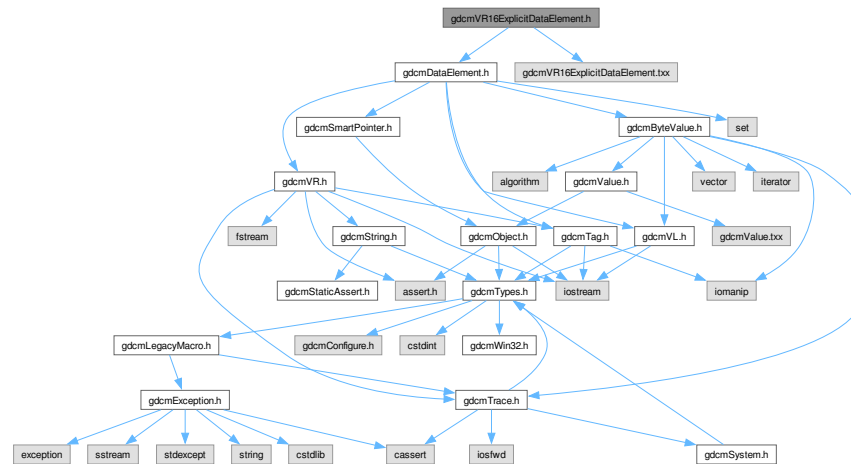 gdcmVR16ExplicitDataElement.h
gdcmDataElement.h
gdcmVR16ExplicitDataElement.txx
gdcmSmartPointer.h
gdcmByteValue.h
set
gdcmVR.h
algorithm
gdcmValue.h
vector
iterator
fstream
gdcmString.h
gdcmObject.h
gdcmTag.h
gdcmVL.h
gdcmValue.txx
gdcmStaticAssert.h
assert.h
gdcmTypes.h
iostream
iomanip
gdcmLegacyMacro.h
gdcmConfigure.h
cstdint
gdcmWin32.h
gdcmException.h
gdcmTrace.h
exception
sstream
stdexcept
string
cstdlib
cassert
iosfwd
gdcmSystem.h